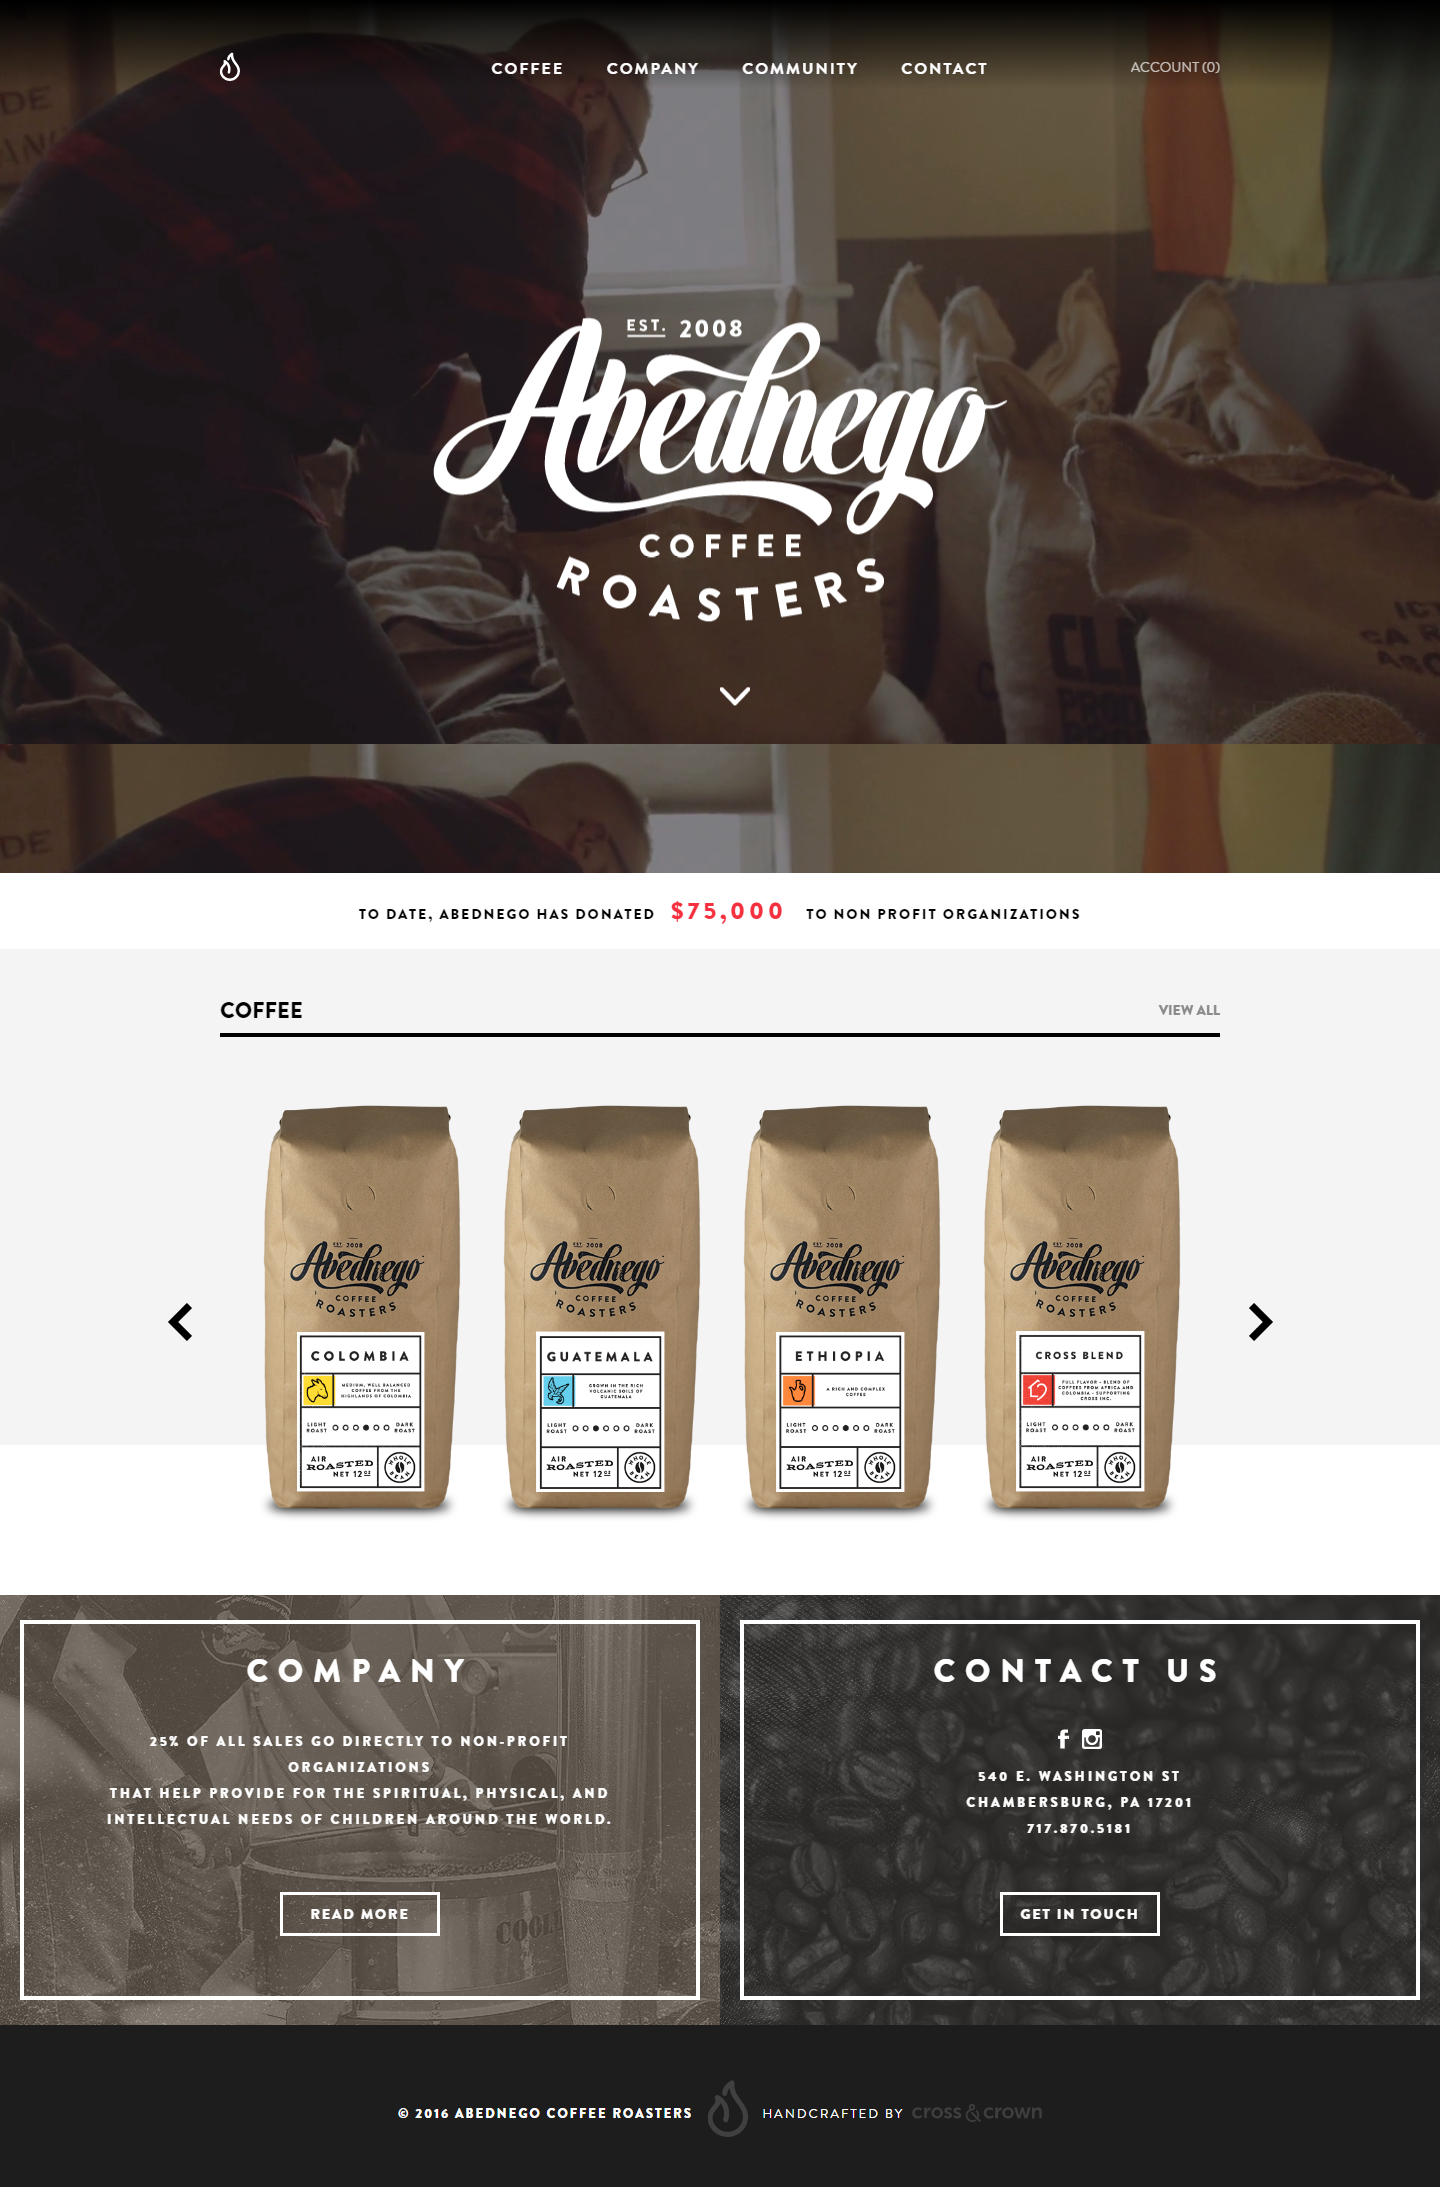 COFFEE COMPANY COMMUNITY CONTACT ACCOUNT (0)
EST. 2008
Abednego
COFFEE
ROASTERS
TO DATE, ABEDNEGO HAS DONATED $75,000 TO NON PROFIT ORGANIZATIONS
COFFEE VIEW ALL
EST. 2008
Abednego
COFFEE
ROASTERS
COLOMBIA
MEDIUM, WELL BALANCED
COFFEE FROM THE
HIGHLANDS OF COLOMBIA
LIGHT ROAST DARK ROAST
AIR
ROASTED
NET 12 OZ
WHOLE BEAN
EST. 2008
Abednego
COFFEE
ROASTERS
GUATEMALA
GROWN IN THE RICH
VOLCANIC SOILS OF
GUATEMALA
LIGHT ROAST DARK ROAST
AIR
ROASTED
NET 12 OZ
WHOLE BEAN
EST. 2008
Abednego
COFFEE
ROASTERS
ETHIOPIA
A RICH AND COMPLEX
COFFEE
LIGHT ROAST DARK ROAST
AIR
ROASTED
NET 12 OZ
WHOLE BEAN
EST. 2008
Abednego
COFFEE
ROASTERS
CROSS BLEND
FULL FLAVOR - BLEND OF
COFFEES FROM AFRICA AND
COLOMBIA - SUPPORTING
CROSS INC.
LIGHT ROAST DARK ROAST
AIR
ROASTED
NET 12 OZ
WHOLE BEAN
COMPANY
25% OF ALL SALES GO DIRECTLY TO NON-PROFIT
ORGANIZATIONS
THAT HELP PROVIDE FOR THE SPIRITUAL, PHYSICAL, AND
INTELLECTUAL NEEDS OF CHILDREN AROUND THE WORLD.
READ MORE
CONTACT US
540 E. WASHINGTON ST
CHAMBERSBURG, PA 17201
717.870.5181
GET IN TOUCH
© 2016 ABEDNEGO COFFEE ROASTERS HANDCRAFTED BY cross & crown